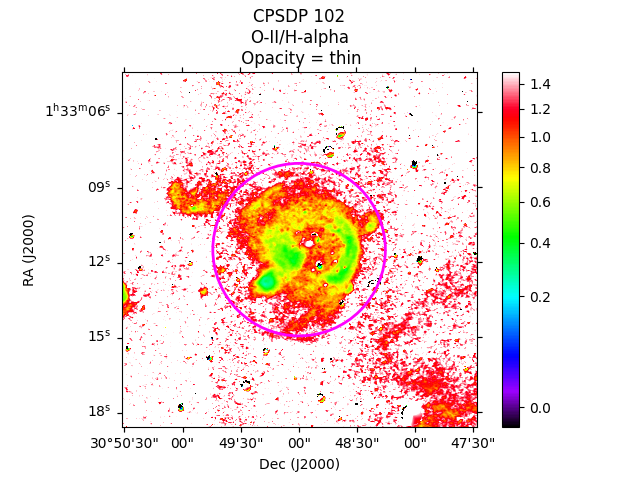 CPSDP 102
O-II/H-alpha
Opacity = thin
1ʰ33ᵐ06ˢ
09ˢ
12ˢ
15ˢ
18ˢ
RA (J2000)
30°50'30" 00" 49'30" 00" 48'30" 00" 47'30"
Dec (J2000)
1.4
1.2
1.0
0.8
0.6
0.4
0.2
0.0